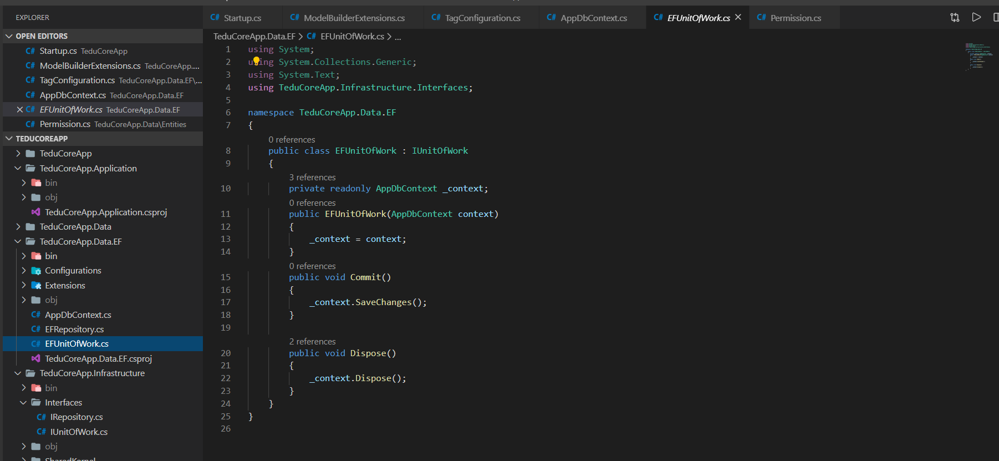 EXPLORER
OPEN EDITORS
C# Startup.cs TeduCoreApp
C# ModelBuilderExtensions.cs TeduCoreApp....
C# TagConfiguration.cs TeduCoreApp.Data.EF\...
C# AppDbContext.cs TeduCoreApp.Data.EF
C# EFUnitOfWork.cs TeduCoreApp.Data.EF
C# Permission.cs TeduCoreApp.Data\Entities
TEDUCOREAPP
TeduCoreApp
TeduCoreApp.Application
bin
obj
TeduCoreApp.Application.csproj
TeduCoreApp.Data
TeduCoreApp.Data.EF
bin
Configurations
Extensions
obj
C# AppDbContext.cs
C# EFRepository.cs
C# EFUnitOfWork.cs
TeduCoreApp.Data.EF.csproj
TeduCoreApp.Infrastructure
bin
Interfaces
C# IRepository.cs
C# IUnitOfWork.cs
obj
SharedKernel
C# Startup.cs C# ModelBuilderExtensions.cs C# TagConfiguration.cs C# AppDbContext.cs C# EFUnitOfWork.cs C# Permission.cs
TeduCoreApp.Data.EF > C# EFUnitOfWork.cs > ...
1 using System;
2 using System.Collections.Generic;
3 using System.Text;
4 using TeduCoreApp.Infrastructure.Interfaces;
5
6 namespace TeduCoreApp.Data.EF
7 {
0 references
8 public class EFUnitOfWork : IUnitOfWork
9 {
3 references
10 private readonly AppDbContext _context;
0 references
11 public EFUnitOfWork(AppDbContext context)
12 {
13 _context = context;
14 }
0 references
15 public void Commit()
16 {
17 _context.SaveChanges();
18 }
19
2 references
20 public void Dispose()
21 {
22 _context.Dispose();
23 }
24 }
25 }
26